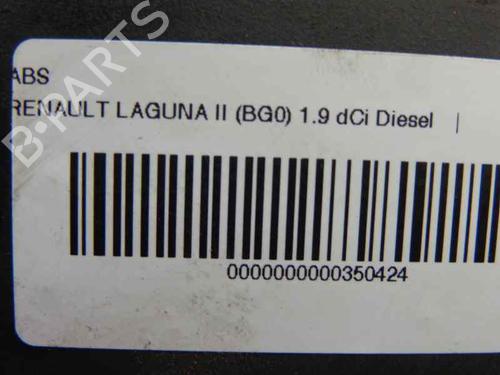 ABS
RENAULT LAGUNA II (BG0) 1.9 dCi Diesel |
0000000000350424
B-PARTS